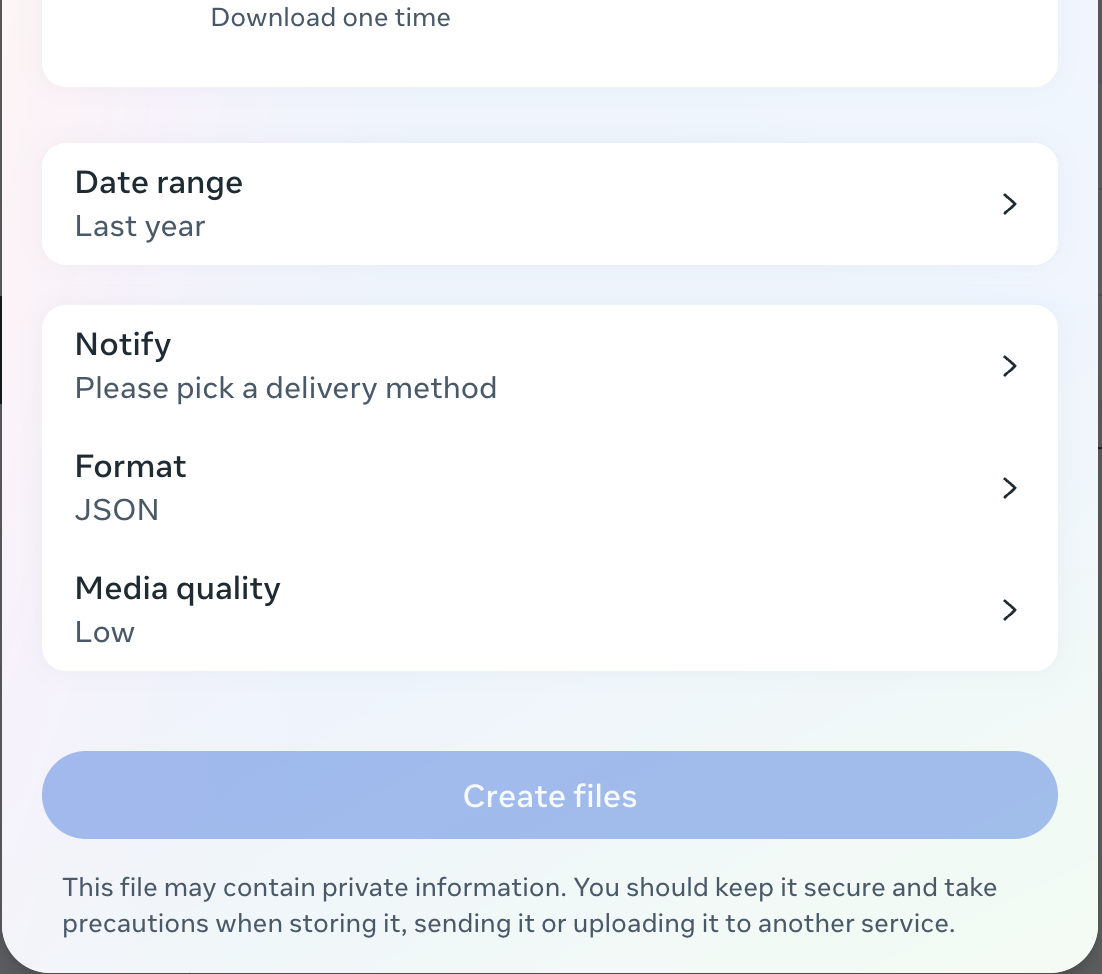 Download one time
Date range
Last year
Notify
Please pick a delivery method
Format
JSON
Media quality
Low
Create files
This file may contain private information. You should keep it secure and take
precautions when storing it, sending it or uploading it to another service.